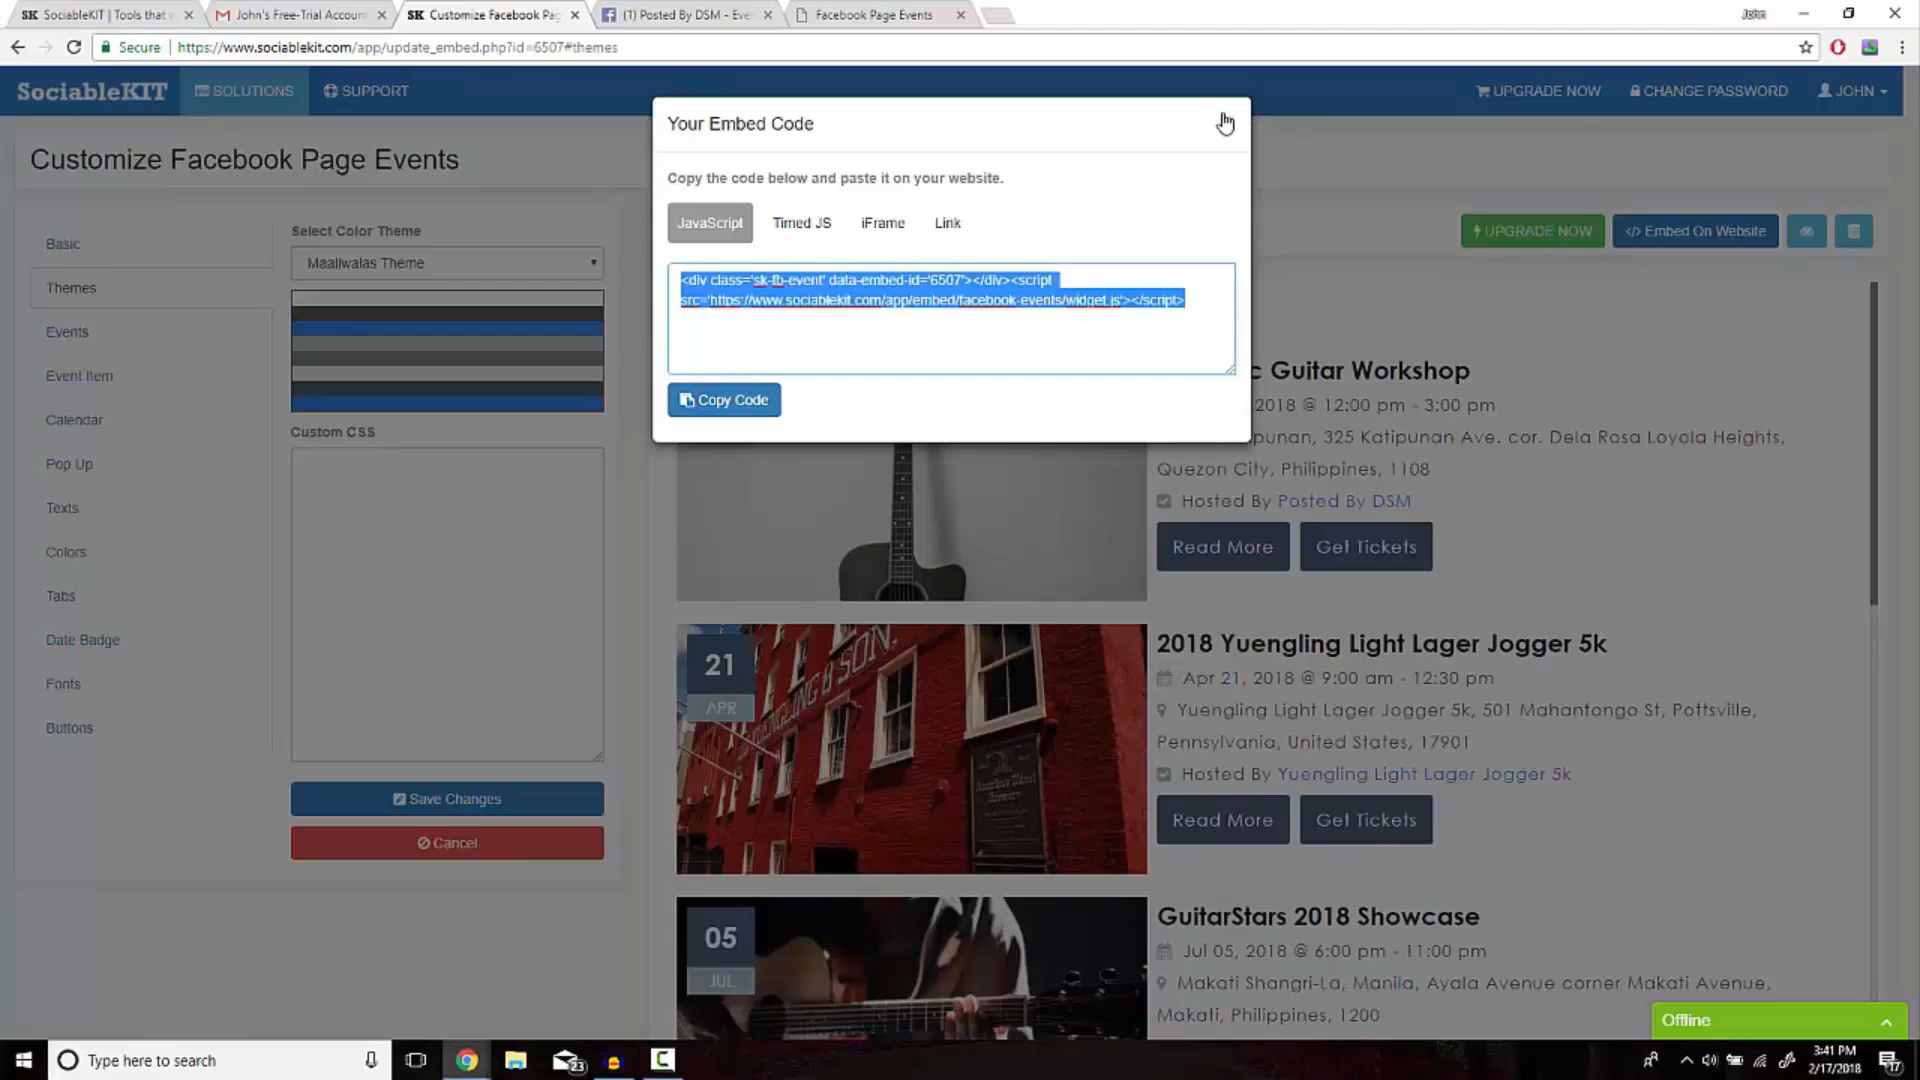 SK SociableKIT | Tools that
John's Free-Trial Accoun
SK Customize Facebook Pag
(1) Posted By DSM - Eve
Facebook Page Events
John
Secure
https://www.sociablekit.com/app/update_embed.php?id=6507#themes
SociableKIT
SOLUTIONS
SUPPORT
UPGRADE NOW
CHANGE PASSWORD
JOHN
Customize Facebook Page Events
Basic
Themes
Events
Event Item
Calendar
Pop Up
Texts
Colors
Tabs
Date Badge
Fonts
Buttons
Select Color Theme
Maaliwalas Theme
Custom CSS
Save Changes
Cancel
Your Embed Code
Copy the code below and paste it on your website.
JavaScript
Timed JS
iFrame
Link
<div class='sk-fb-event' data-embed-id='6507'></div><script
src='https://www.sociablekit.com/app/embed/facebook-events/widget.js'></script>
Copy Code
UPGRADE NOW
</> Embed On Website
c Guitar Workshop
2018 @ 12:00 pm - 3:00 pm
punan, 325 Katipunan Ave. cor. Dela Rosa Loyola Heights,
Quezon City, Philippines, 1108
Hosted By Posted By DSM
Read More
Get Tickets
21
APR
YUENGLING & SON.
2018 Yuengling Light Lager Jogger 5k
Apr 21, 2018 @ 9:00 am - 12:30 pm
Yuengling Light Lager Jogger 5k, 501 Mahantongo St, Pottsville,
Pennsylvania, United States, 17901
Hosted By Yuengling Light Lager Jogger 5k
Read More
Get Tickets
05
JUL
GuitarStars 2018 Showcase
Jul 05, 2018 @ 6:00 pm - 11:00 pm
Makati Shangri-La, Manila, Ayala Avenue corner Makati Avenue,
Makati, Philippines, 1200
Offline
Type here to search
23
3:41 PM
2/17/2018
17